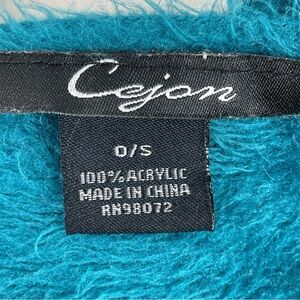 Cejon
O/S
100% ACRYLIC
MADE IN CHINA
RN98072